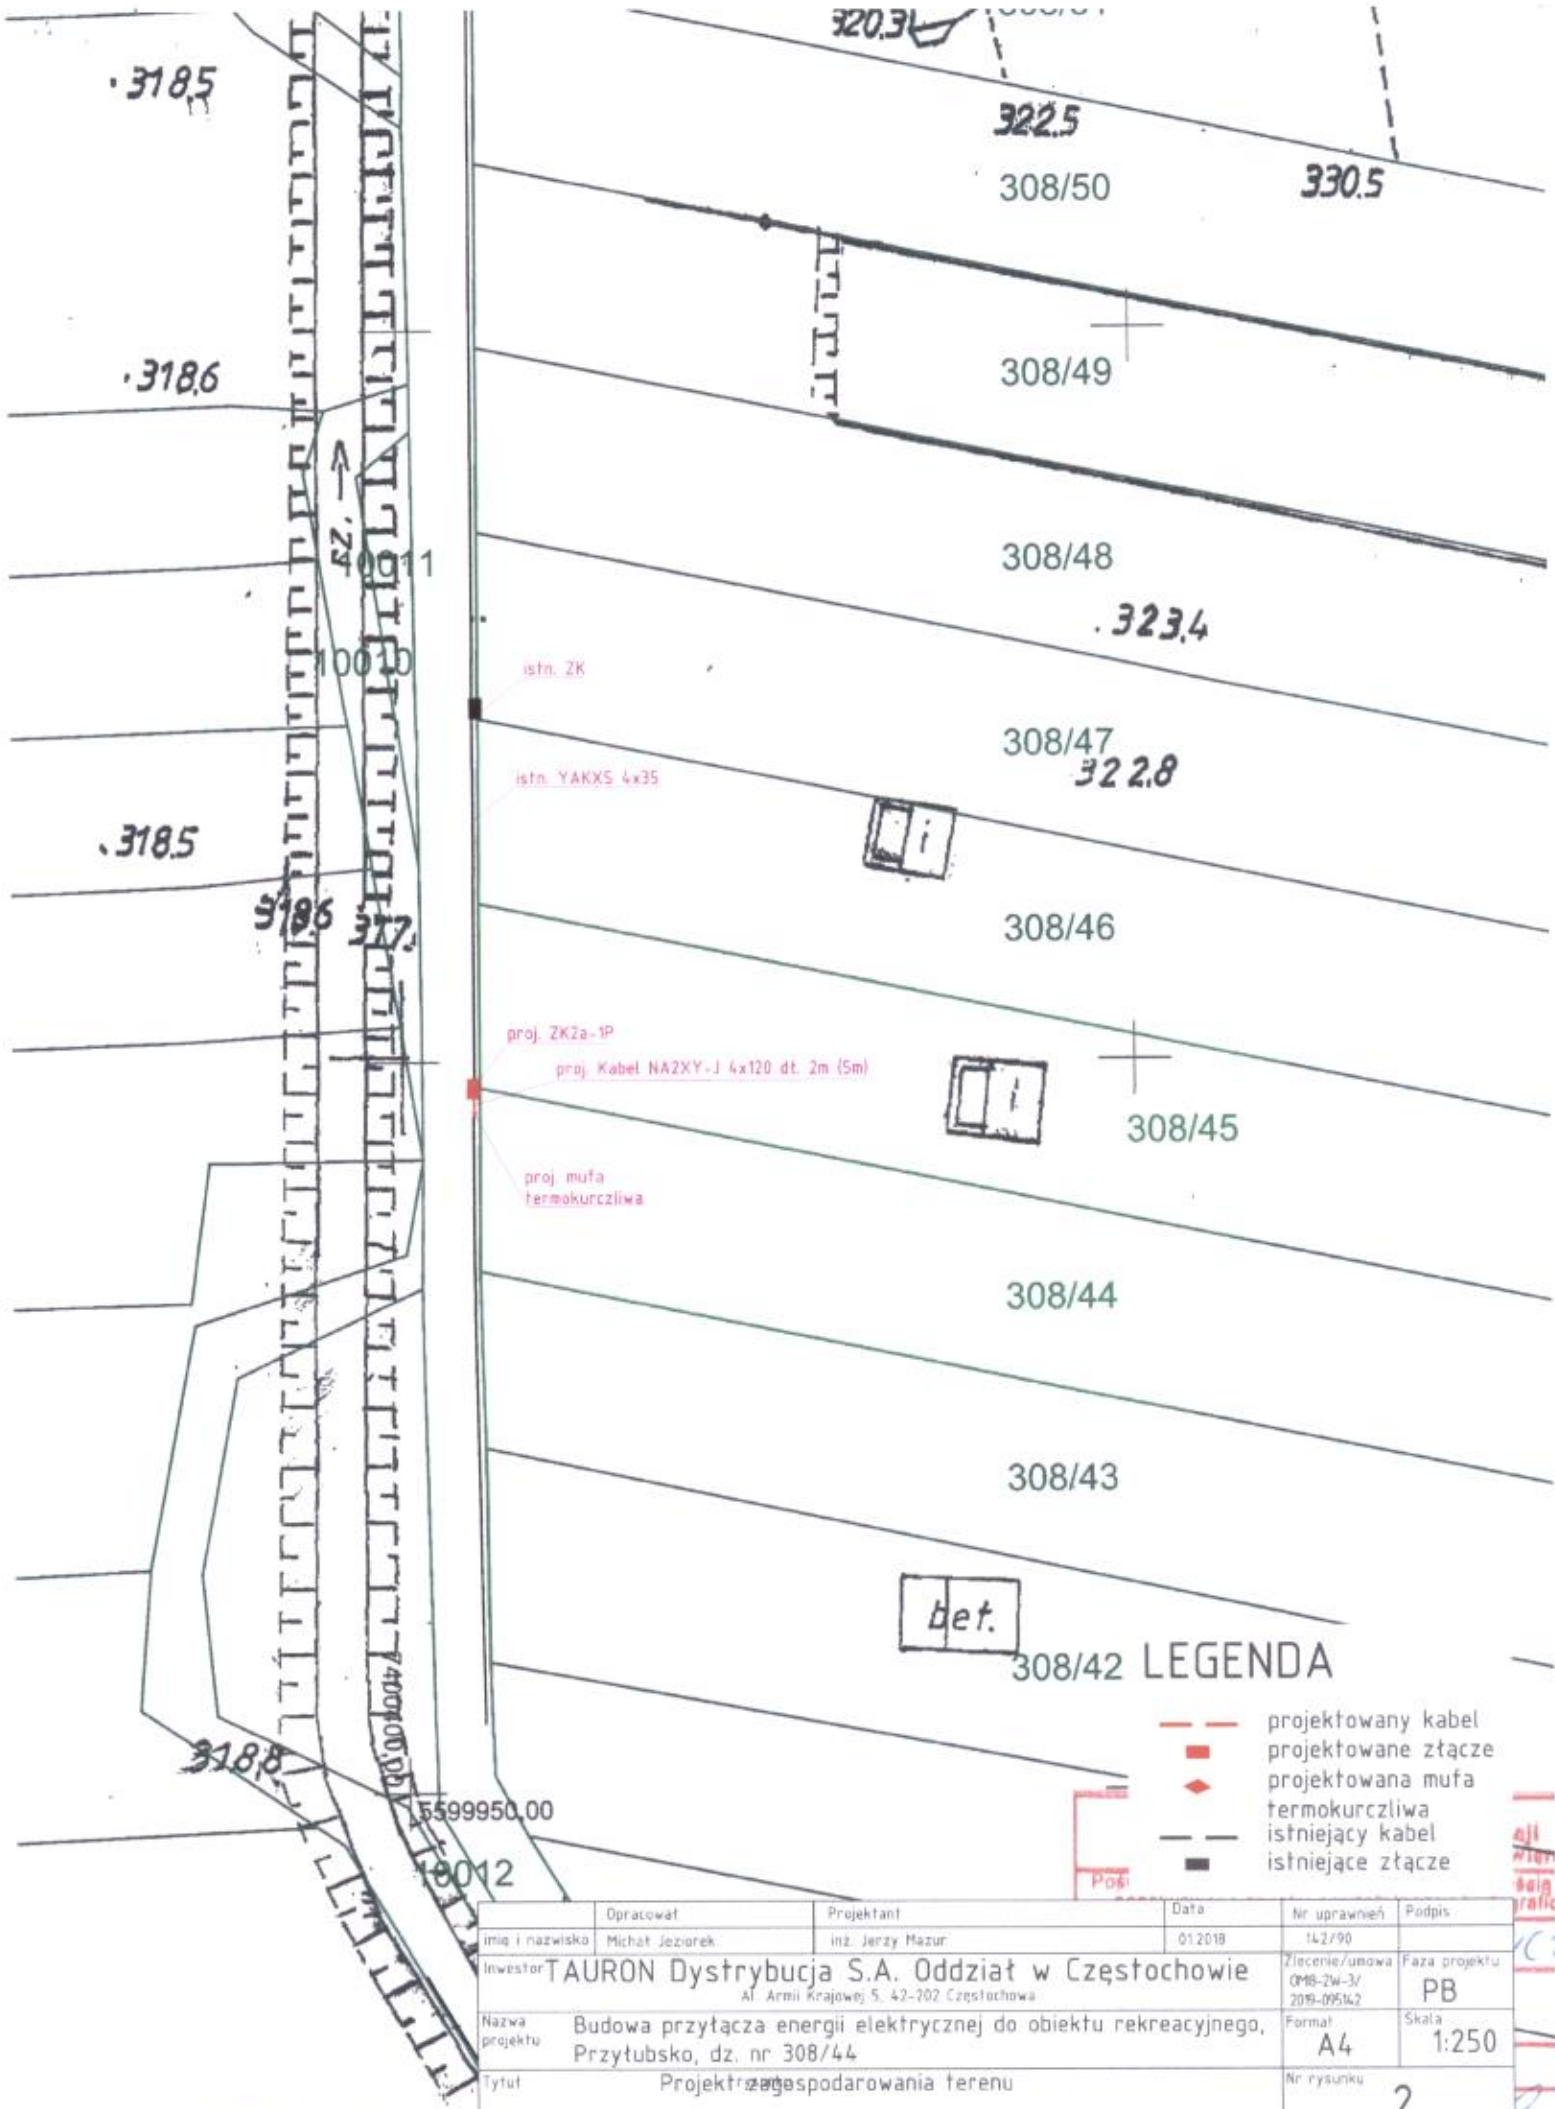 320.3
.3185
322.5
308/50
330.5
308/49
.3186
308/48
10011
.323,4
10010
istn. ZK
308/47
322.8
istn. YAKXS 4x35
i
.3185
318.6
317.
308/46
proj. ZK2a-1P
proj. Kabel NA2XY-J 4x120 dł. 2m (5m)
i
308/45
proj. mufa
termokurczliwa
308/44
308/43
bet.
308/42
LEGENDA
projektowany kabel
projektowane złącze
projektowana mufa
termokurczliwa
istniejący kabel
istniejące złącze
318,8
5599950,00
10012
Opracował Projektant Data Nr uprawnień Podpis
imię i nazwisko Michał Jeziorek inż. Jerzy Mazur 01.2018 142/90
Inwestor TAURON Dystrybucja S.A. Oddział w Częstochowie
Al. Armii Krajowej 5, 42-202 Częstochowa
Zlecenie/umowa
Faza projektu
PB
Nazwa projektu
Budowa przyłącza energii elektrycznej do obiektu rekreacyjnego,
Przyłubsko, dz. nr 308/44
Format
A4
Skala
1:250
Tytuł
Projekt zagospodarowania terenu
Nr rysunku
2